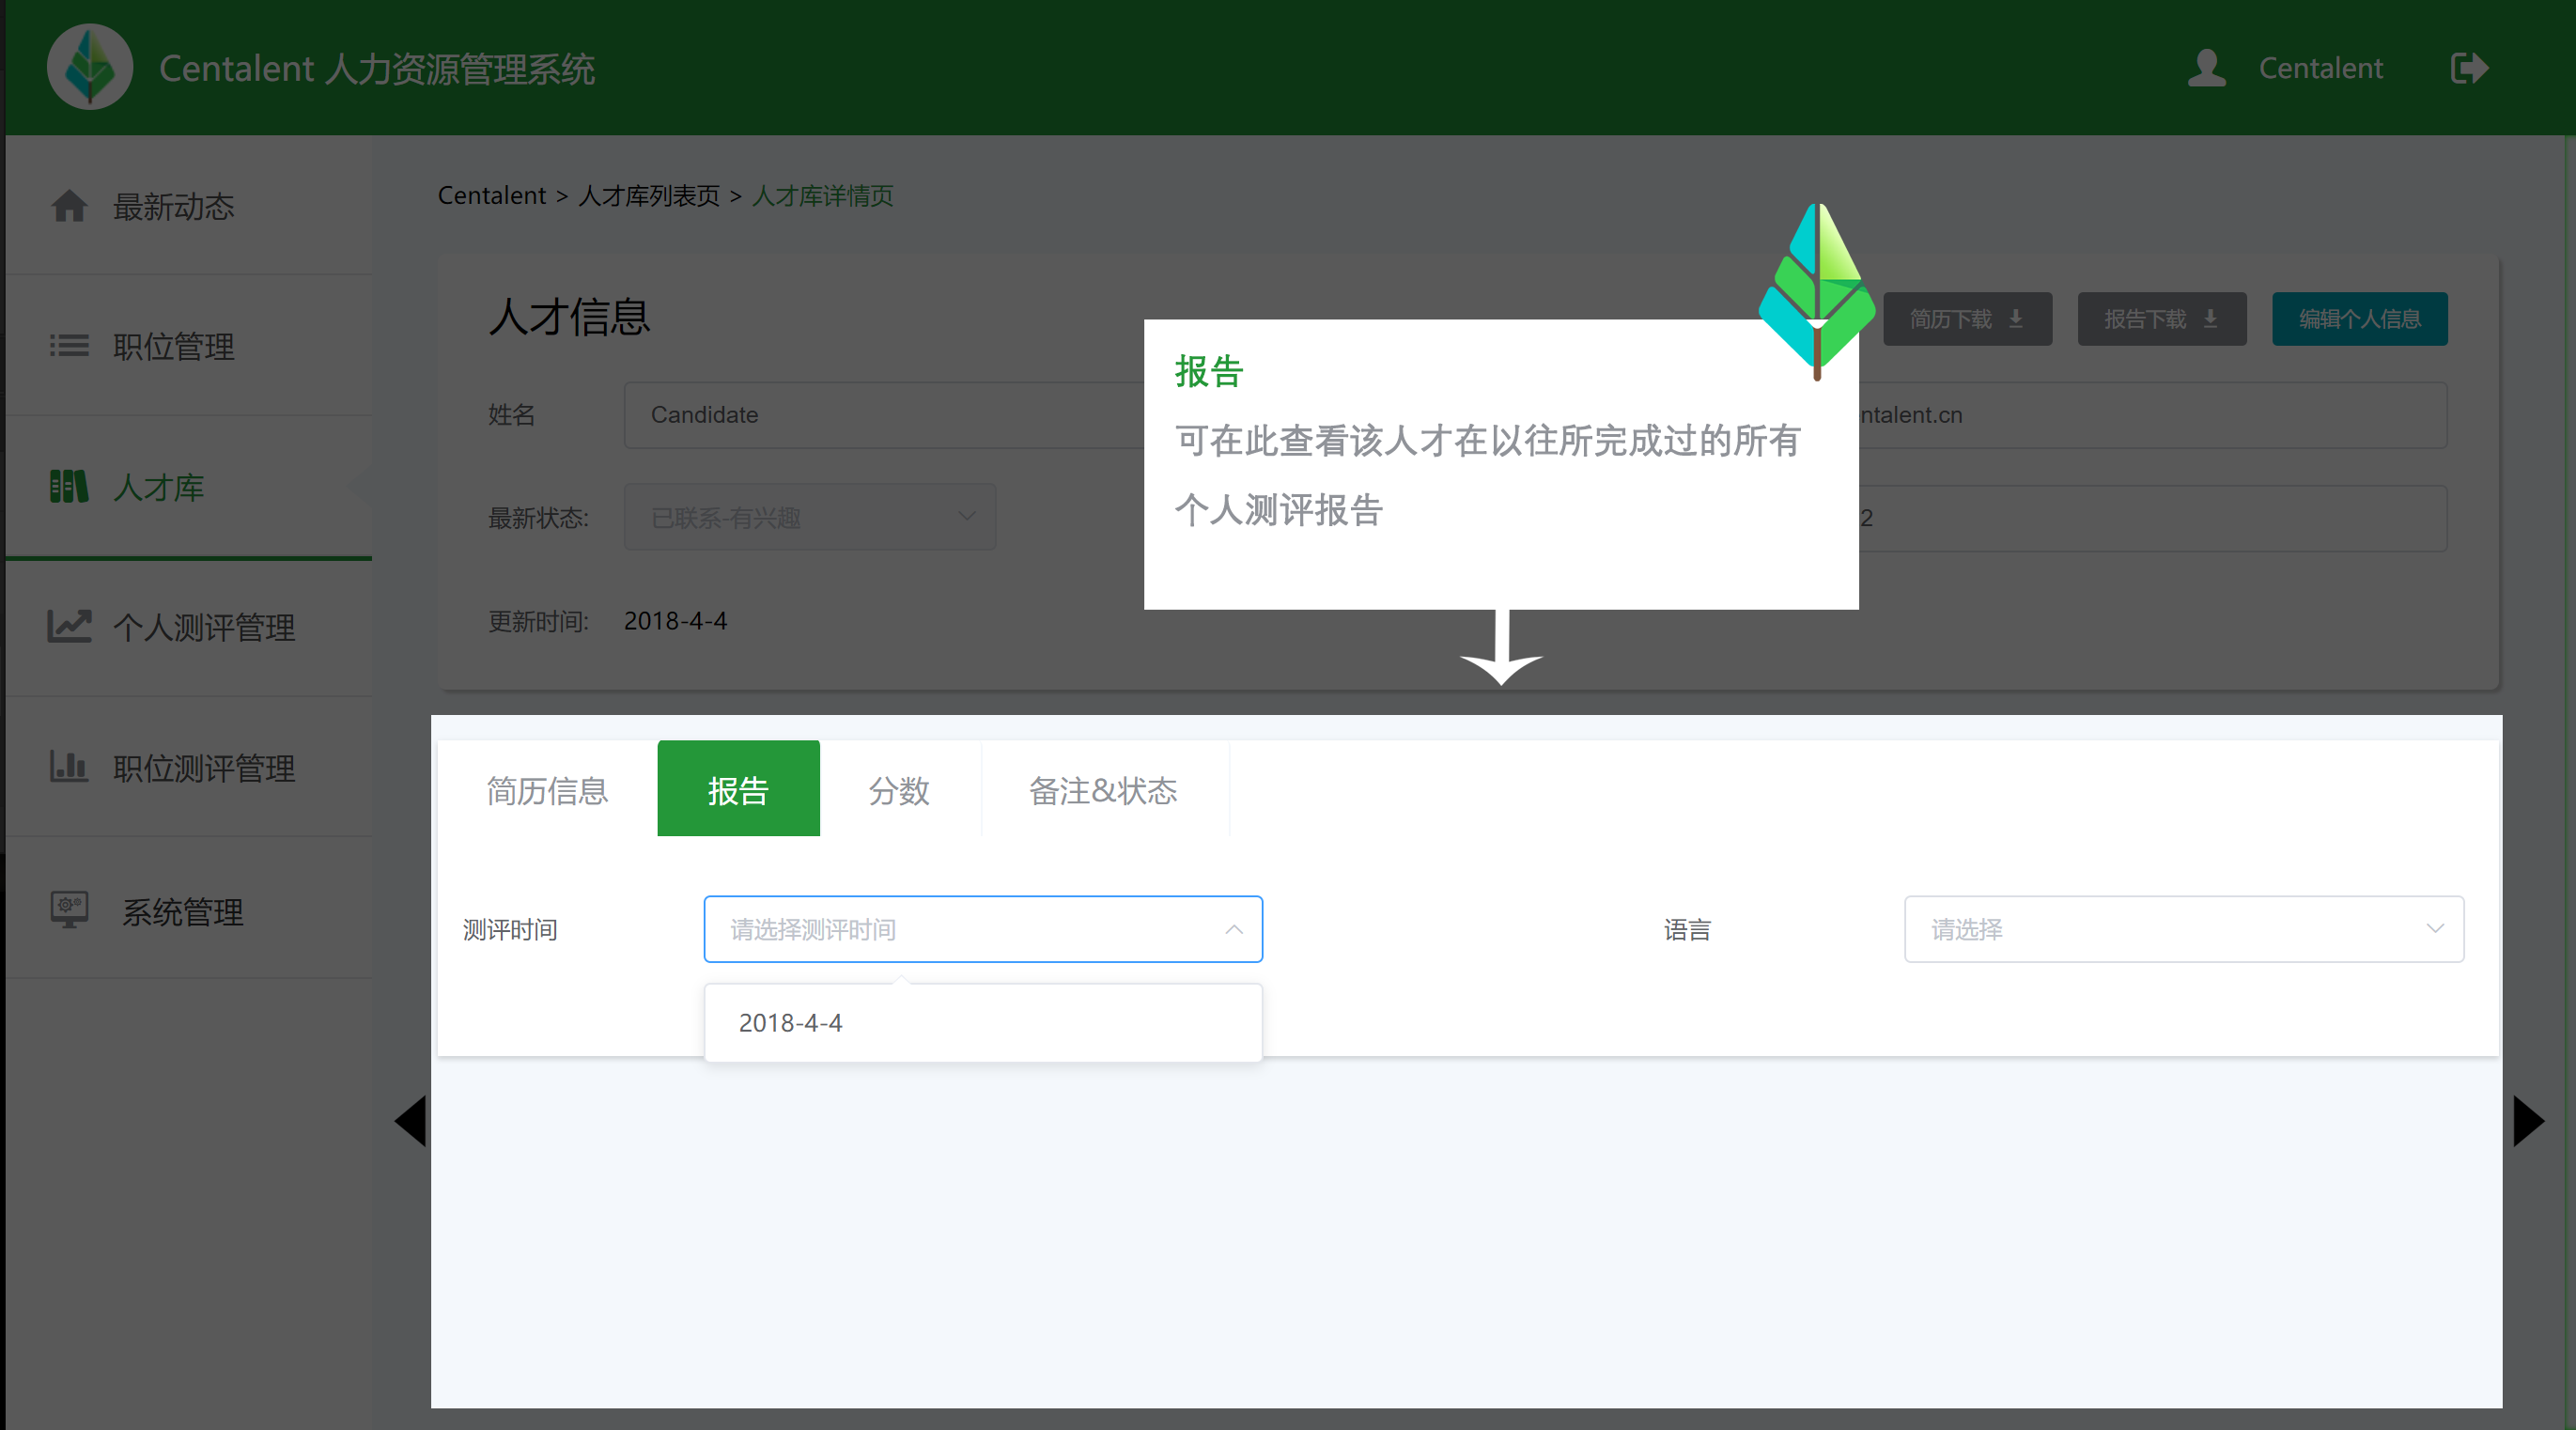 Centalent 人力资源管理系统
Centalent
最新动态
职位管理
人才库
个人测评管理
职位测评管理
系统管理
Centalent > 人才库列表页 > 人才库详情页
人才信息
简历下载
报告下载
编辑个人信息
姓名
Candidate
ntalent.cn
最新状态:
已联系-有兴趣
2
更新时间:
2018-4-4
报告
可在此查看该人才在以往所完成过的所有
个人测评报告
简历信息
报告
分数
备注&状态
测评时间
请选择测评时间
语言
请选择
2018-4-4